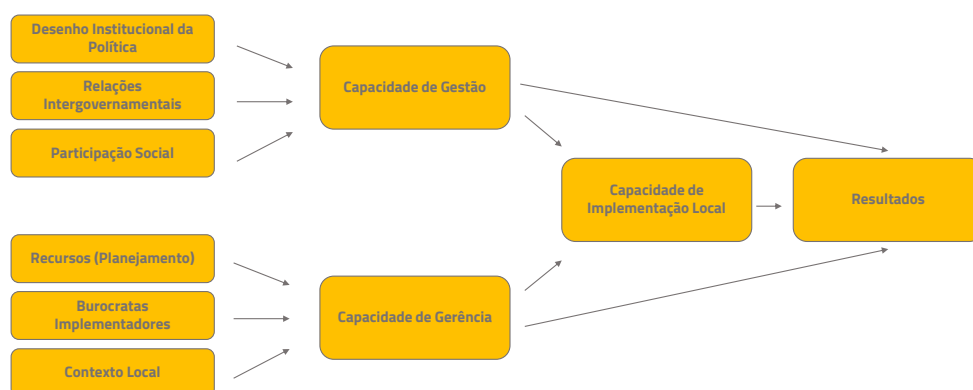 Desenho Institucional da
Política
Relações
Intergovernamentais
Participação Social
Capacidade de Gestão
Capacidade de
Implementação Local
Resultados
Recursos (Planejamento)
Burocratas
Implementadores
Contexto Local
Capacidade de Gerência